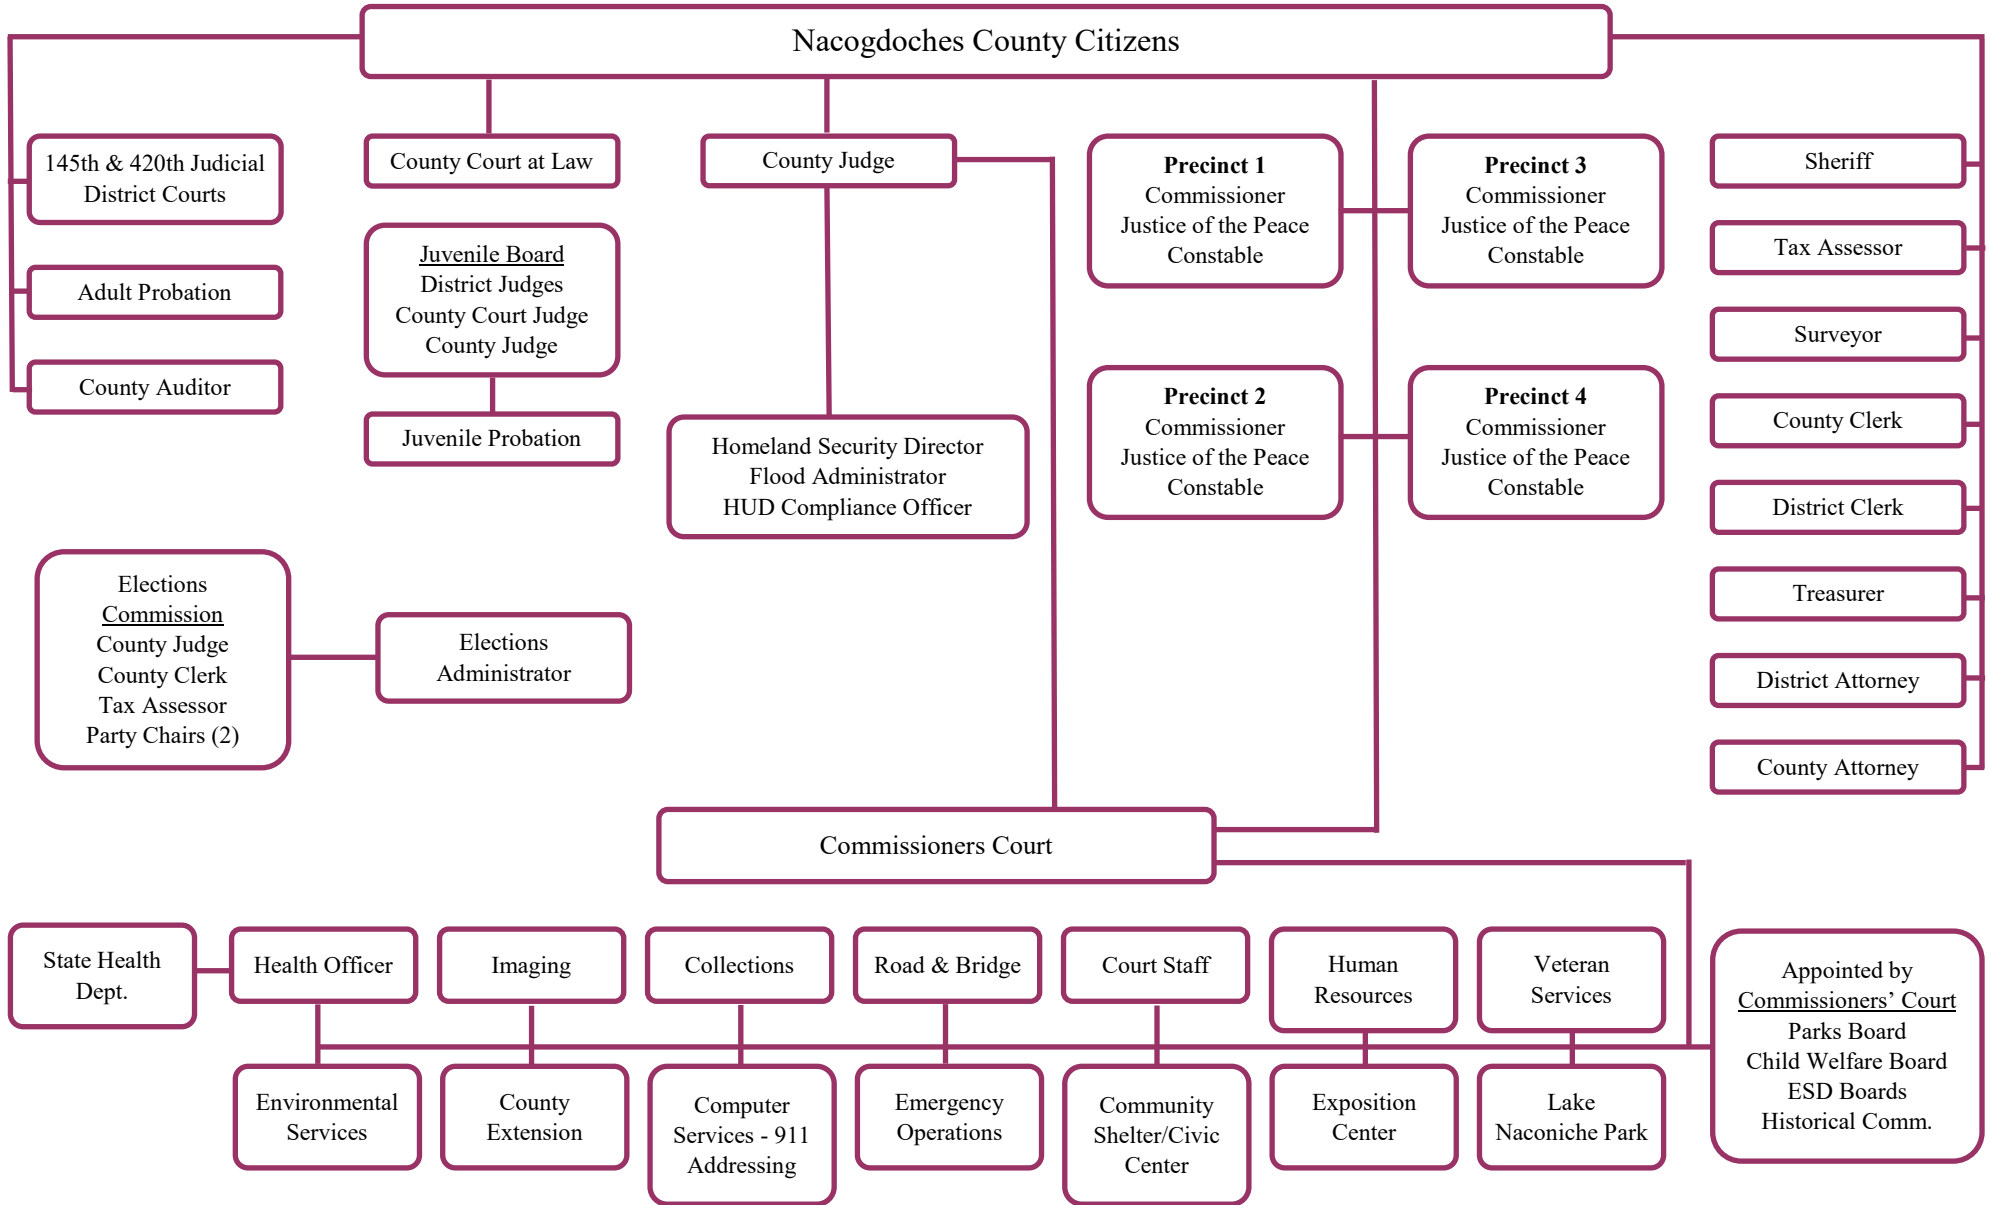 Nacogdoches County Citizens
145th & 420th Judicial
District Courts
Adult Probation
County Auditor
County Court at Law
Juvenile Board
District Judges
County Court Judge
County Judge
Juvenile Probation
County Judge
Homeland Security Director
Flood Administrator
HUD Compliance Officer
Precinct 1
Commissioner
Justice of the Peace
Constable
Precinct 3
Commissioner
Justice of the Peace
Constable
Precinct 2
Commissioner
Justice of the Peace
Constable
Precinct 4
Commissioner
Justice of the Peace
Constable
Sheriff
Tax Assessor
Surveyor
County Clerk
District Clerk
Treasurer
District Attorney
County Attorney
Elections
Commission
County Judge
County Clerk
Tax Assessor
Party Chairs (2)
Elections
Administrator
Commissioners Court
State Health
Dept.
Health Officer
Imaging
Collections
Road & Bridge
Court Staff
Human
Resources
Veteran
Services
Environmental
Services
County
Extension
Computer
Services - 911
Addressing
Emergency
Operations
Community
Shelter/Civic
Center
Exposition
Center
Lake
Naconiche Park
Appointed by
Commissioners’ Court
Parks Board
Child Welfare Board
ESD Boards
Historical Comm.